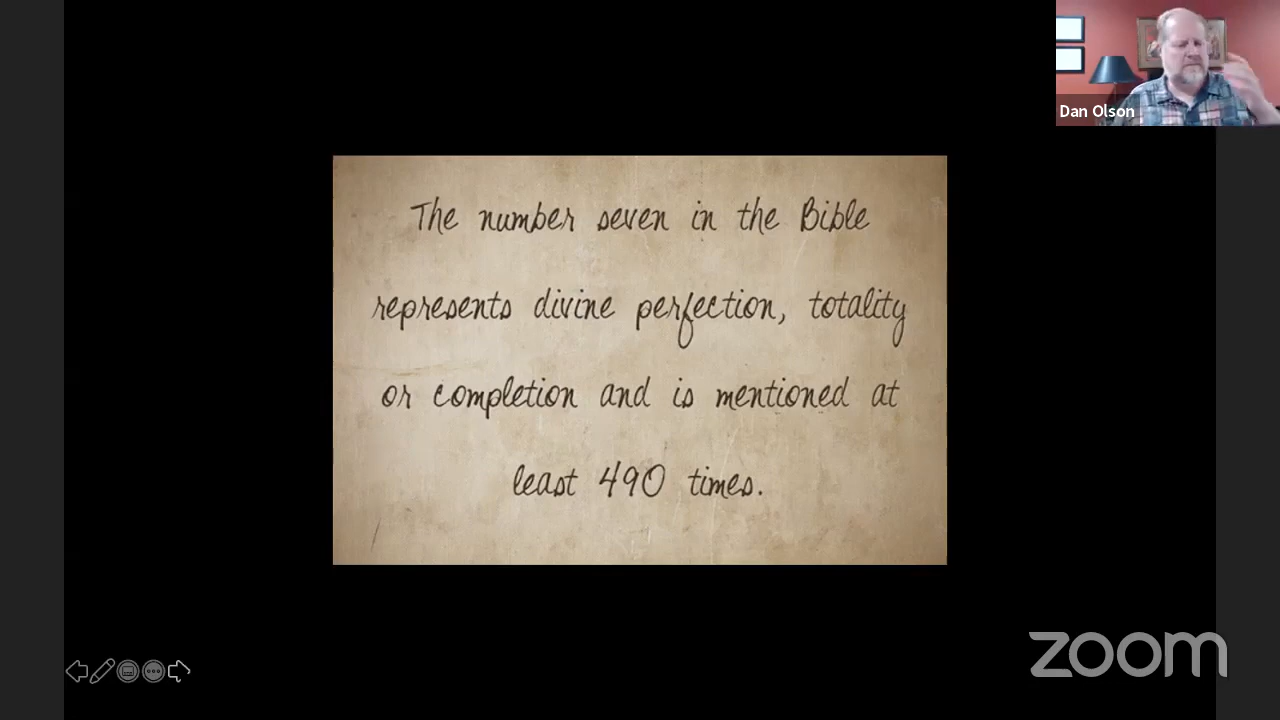 Dan Olson
The number seven in the Bible
represents divine perfection, totality
or completion and is mentioned at
least 490 times.
zoom